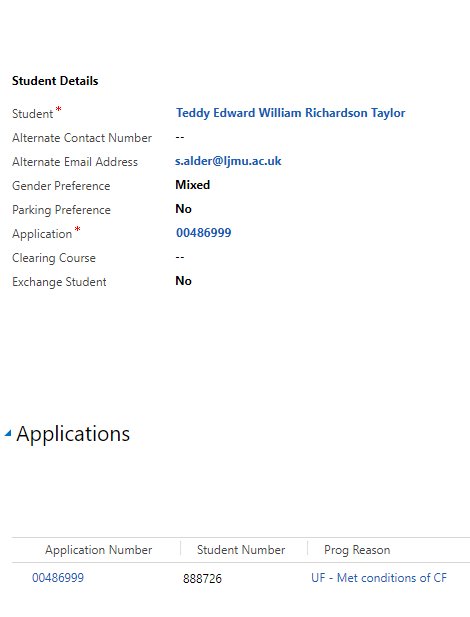 Student Details
Student * Teddy Edward William Richardson Taylor
Alternate Contact Number --
Alternate Email Address s.alder@ljmu.ac.uk
Gender Preference Mixed
Parking Preference No
Application * 00486999
Clearing Course --
Exchange Student No
Applications
Application Number Student Number Prog Reason
00486999 888726 UF - Met conditions of CF